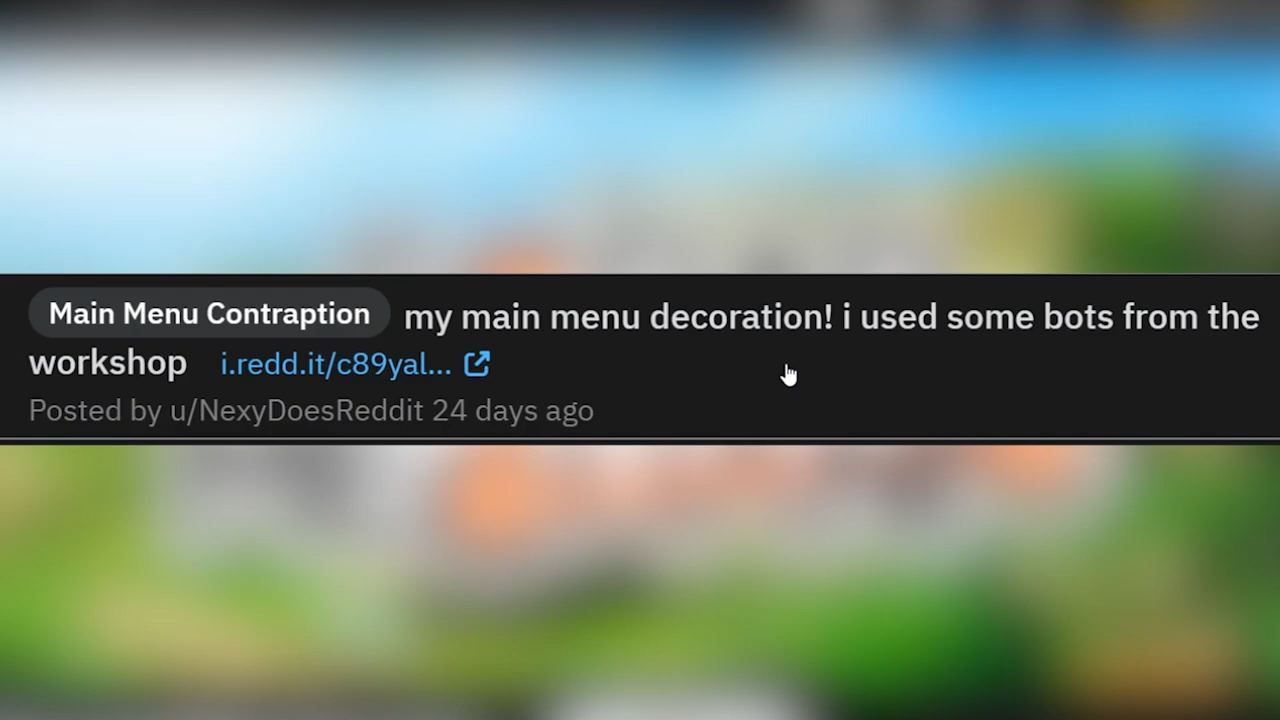 Main Menu Contraption my main menu decoration! i used some bots from the
workshop i.redd.it/c89yal...
Posted by u/NexyDoesReddit 24 days ago